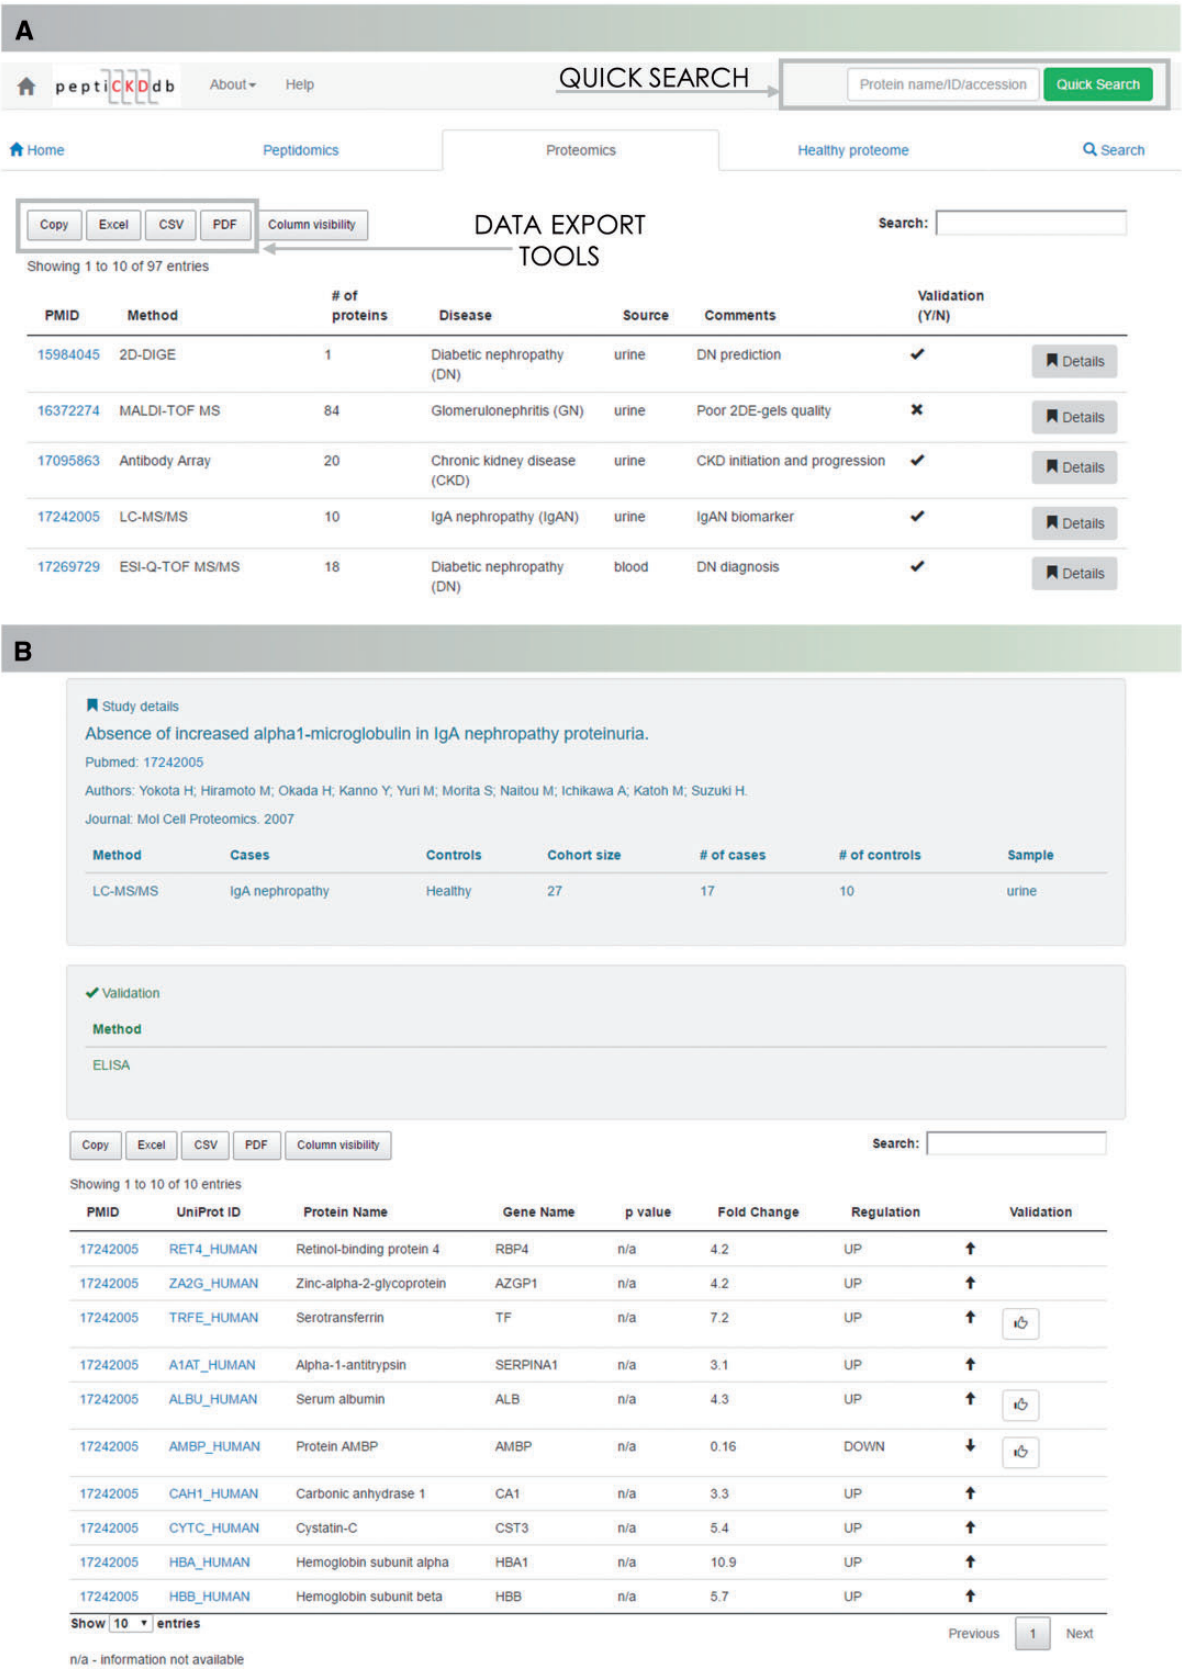 A
peptiCKDdb About Help QUICK SEARCH Protein name/ID/accession Quick Search
Home Peptidomics Proteomics Healthy proteome Search
Copy Excel CSV PDF Column visibility DATA EXPORT TOOLS Search:
Showing 1 to 10 of 97 entries
PMID Method # of proteins Disease Source Comments Validation (Y/N)
15984045 2D-DIGE 1 Diabetic nephropathy (DN) urine DN prediction ✔ Details
16372274 MALDI-TOF MS 84 Glomerulonephritis (GN) urine Poor 2DE-gels quality ✖ Details
17095863 Antibody Array 20 Chronic kidney disease (CKD) urine CKD initiation and progression ✔ Details
17242005 LC-MS/MS 10 IgA nephropathy (IgAN) urine IgAN biomarker ✔ Details
17269729 ESI-Q-TOF MS/MS 18 Diabetic nephropathy (DN) blood DN diagnosis ✔ Details
B
Study details
Absence of increased alpha1-microglobulin in IgA nephropathy proteinuria.
Pubmed: 17242005
Authors: Yokota H; Hiramoto M; Okada H; Kanno Y; Yuri M; Morita S; Naitou M; Ichikawa A; Katoh M; Suzuki H.
Journal: Mol Cell Proteomics. 2007
Method Cases Controls Cohort size # of cases # of controls Sample
LC-MS/MS IgA nephropathy Healthy 27 17 10 urine
✔ Validation
Method
ELISA
Copy Excel CSV PDF Column visibility Search:
Showing 1 to 10 of 10 entries
PMID UniProt ID Protein Name Gene Name p value Fold Change Regulation Validation
17242005 RET4_HUMAN Retinol-binding protein 4 RBP4 n/a 4.2 UP ↑
17242005 ZA2G_HUMAN Zinc-alpha-2-glycoprotein AZGP1 n/a 4.2 UP ↑
17242005 TRFE_HUMAN Serotransferrin TF n/a 7.2 UP ↑
17242005 A1AT_HUMAN Alpha-1-antitrypsin SERPINA1 n/a 3.1 UP ↑
17242005 ALBU_HUMAN Serum albumin ALB n/a 4.3 UP ↑
17242005 AMBP_HUMAN Protein AMBP AMBP n/a 0.16 DOWN ↓
17242005 CAH1_HUMAN Carbonic anhydrase 1 CA1 n/a 3.3 UP ↑
17242005 CYTC_HUMAN Cystatin-C CST3 n/a 5.4 UP ↑
17242005 HBA_HUMAN Hemoglobin subunit alpha HBA1 n/a 10.9 UP ↑
17242005 HBB_HUMAN Hemoglobin subunit beta HBB n/a 5.7 UP ↑
Show 10 entries
Previous 1 Next
n/a - information not available